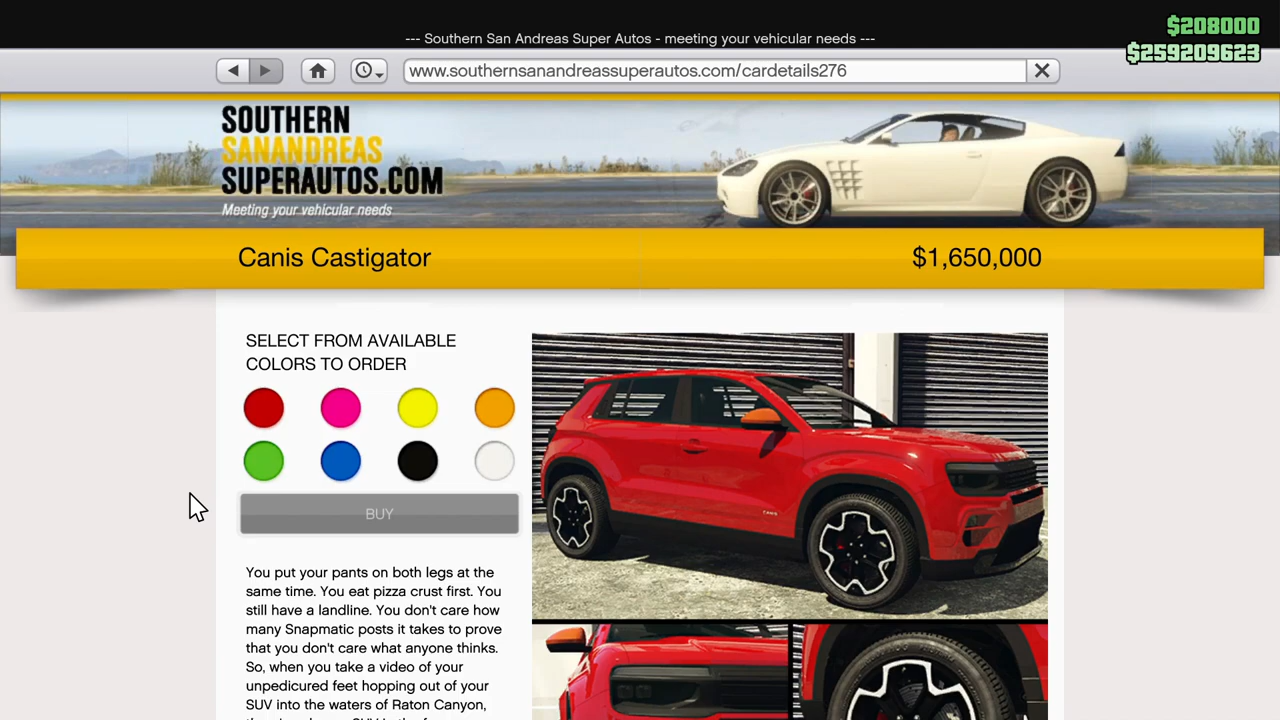 $208000
--- Southern San Andreas Super Autos - meeting your vehicular needs ---
$259209623
www.southernsanandreassuperautos.com/cardetails276
SOUTHERN
SANANDREAS
SUPERAUTOS.COM
Meeting your vehicular needs
Canis Castigator
$1,650,000
SELECT FROM AVAILABLE
COLORS TO ORDER
BUY
You put your pants on both legs at the
same time. You eat pizza crust first. You
still have a landline. You don't care how
many Snapmatic posts it takes to prove
that you don't care what anyone thinks.
So, when you take a video of your
unpedicured feet hopping out of your
SUV into the waters of Raton Canyon,